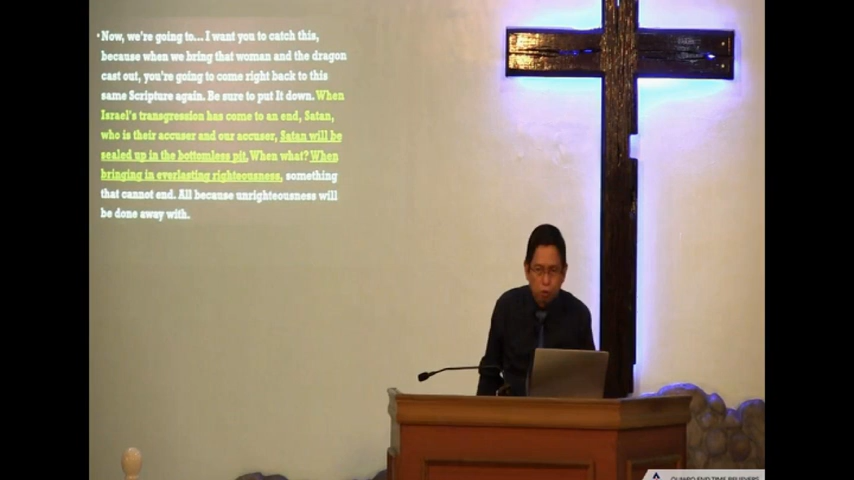 • Now, we're going to... I want you to catch this,
because when we bring that woman and the dragon
cast out, you're going to come right back to this
same Scripture again. Be sure to put It down. When
Israel's transgression has come to an end, Satan,
who is their accuser and our accuser, Satan will be
sealed up in the bottomless pit. When what? When
bringing in everlasting righteousness, something
that cannot end. All because unrighteousness will
be done away with.
END TIME BELIEVERS